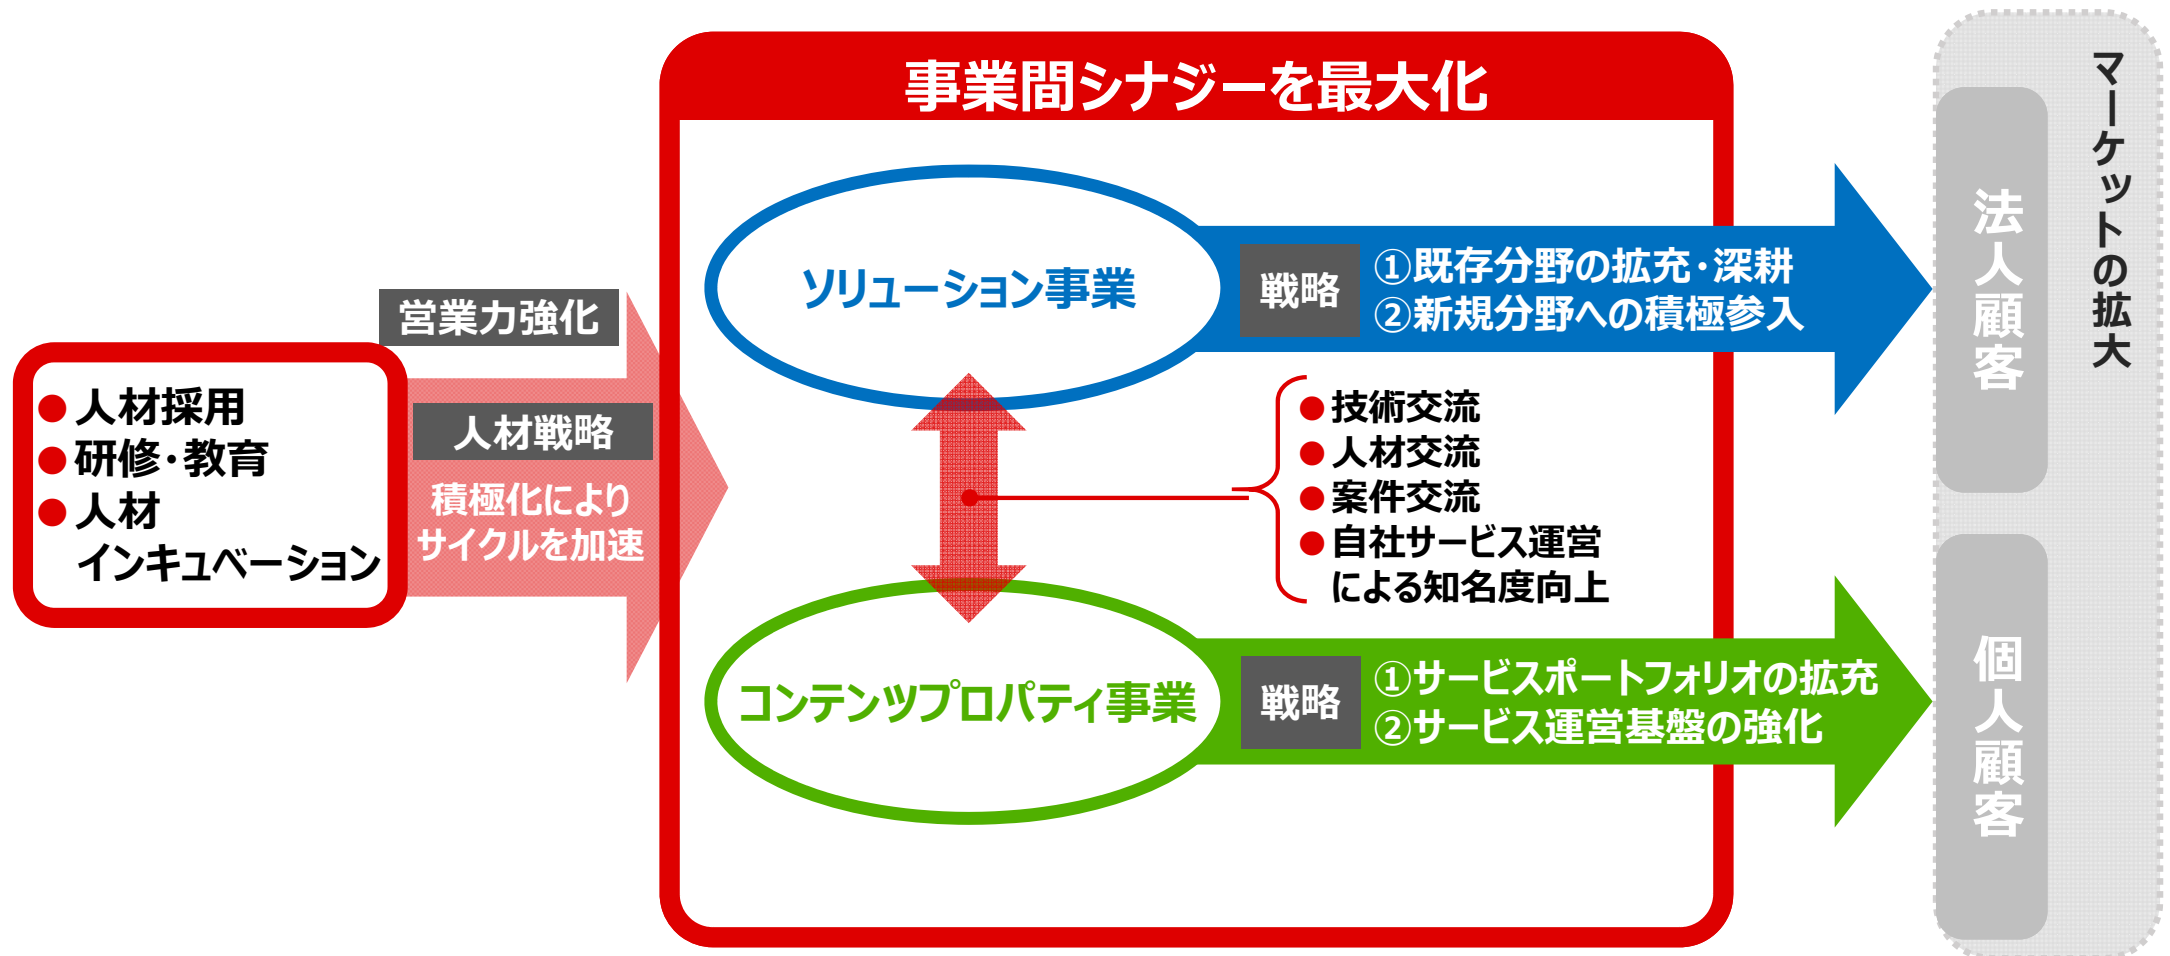 事業間シナジーを最大化
営業力強化
●人材採用
●研修・教育
●人材
インキュベーション
人材戦略
積極化により
サイクルを加速
ソリューション事業
戦略
①既存分野の拡充・深耕
②新規分野への積極参入
●技術交流
●人材交流
●案件交流
●自社サービス運営
による知名度向上
コンテンツプロパティ事業
戦略
①サービスポートフォリオの拡充
②サービス運営基盤の強化
法人顧客
個人顧客
マーケットの拡大